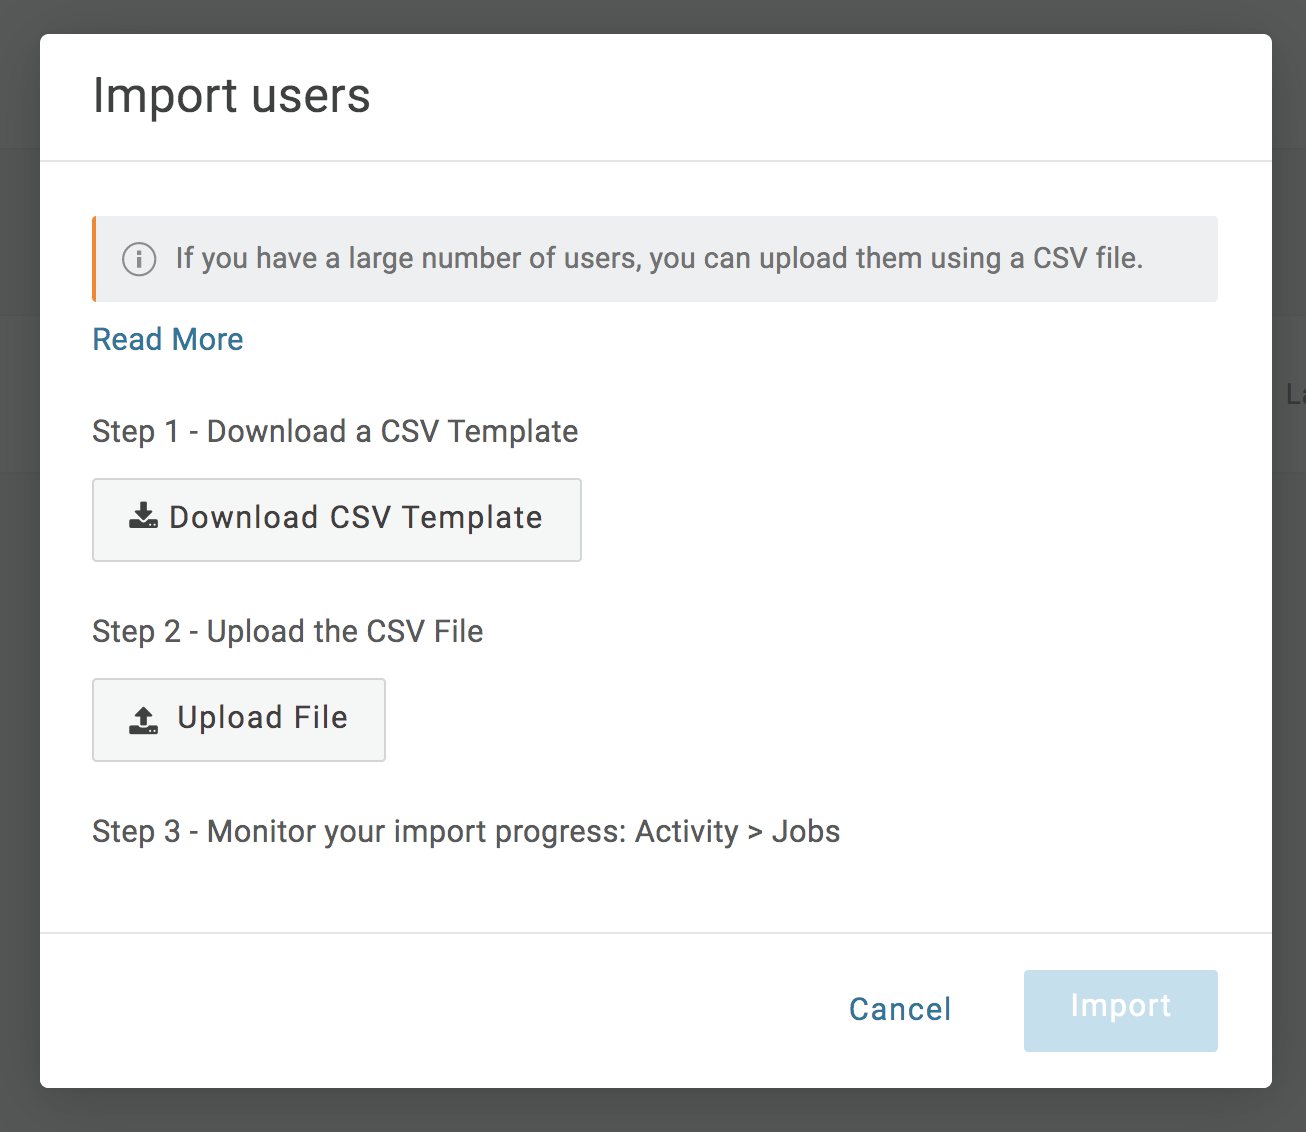 Import users
If you have a large number of users, you can upload them using a CSV file.
Read More
Step 1 - Download a CSV Template
Download CSV Template
Step 2 - Upload the CSV File
Upload File
Step 3 - Monitor your import progress: Activity > Jobs
Cancel
Import